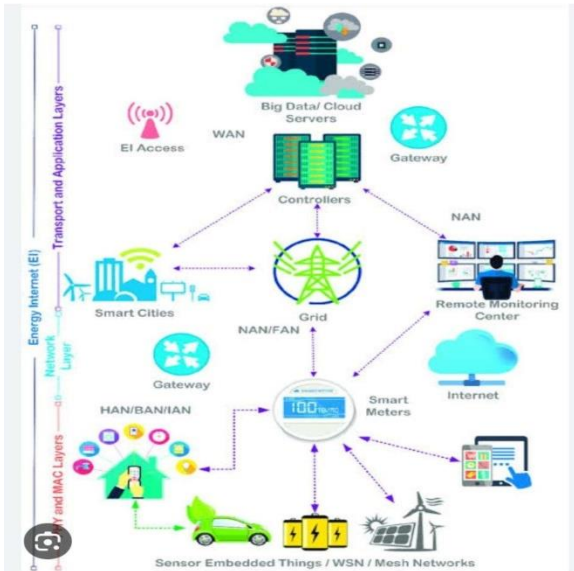 Big Data/ Cloud
Servers
EI Access
WAN
Gateway
Controllers
NAN
Smart Cities
Grid
Remote Monitoring
Center
NAN/FAN
Gateway
Internet
Smart
Meters
HAN/BAN/IAN
100
Sensor Embedded Things / WSN / Mesh Networks
Energy Internet (EI)
Transport and Application Layers
Network
Layer
Y and MAC Layers